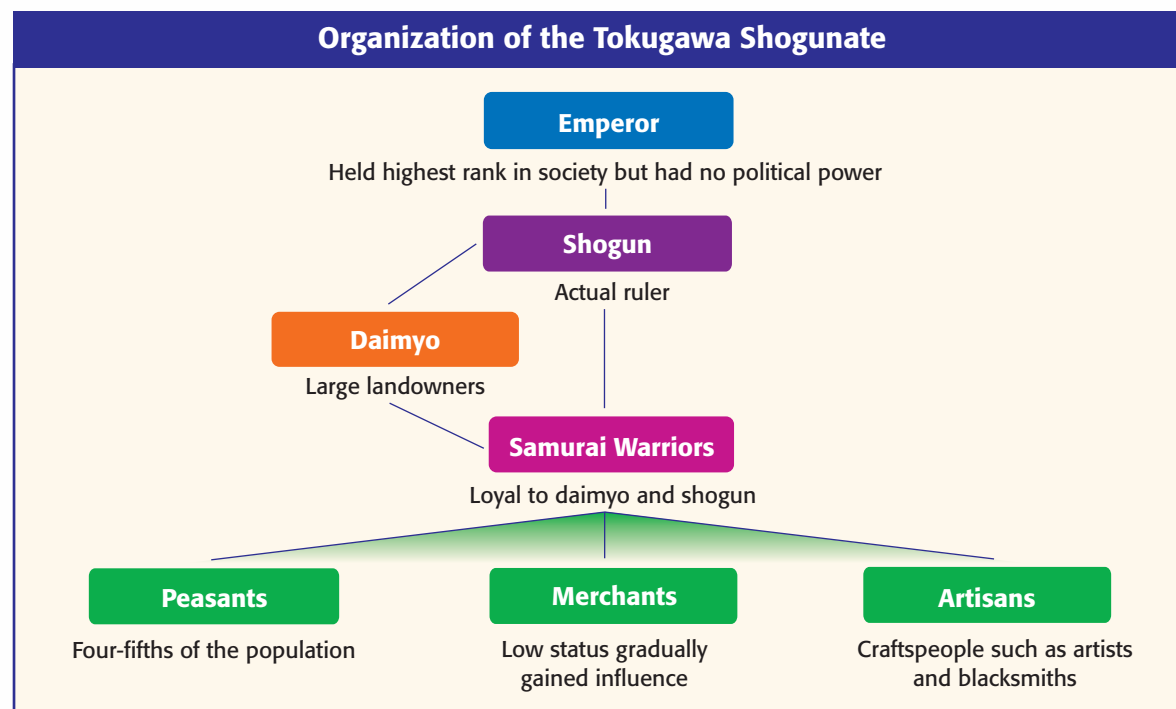 Organization of the Tokugawa Shogunate
Emperor
Held highest rank in society but had no political power
Shogun
Actual ruler
Daimyo
Large landowners
Samurai Warriors
Loyal to daimyo and shogun
Peasants
Four-fifths of the population
Merchants
Low status gradually
gained influence
Artisans
Craftspeople such as artists
and blacksmiths